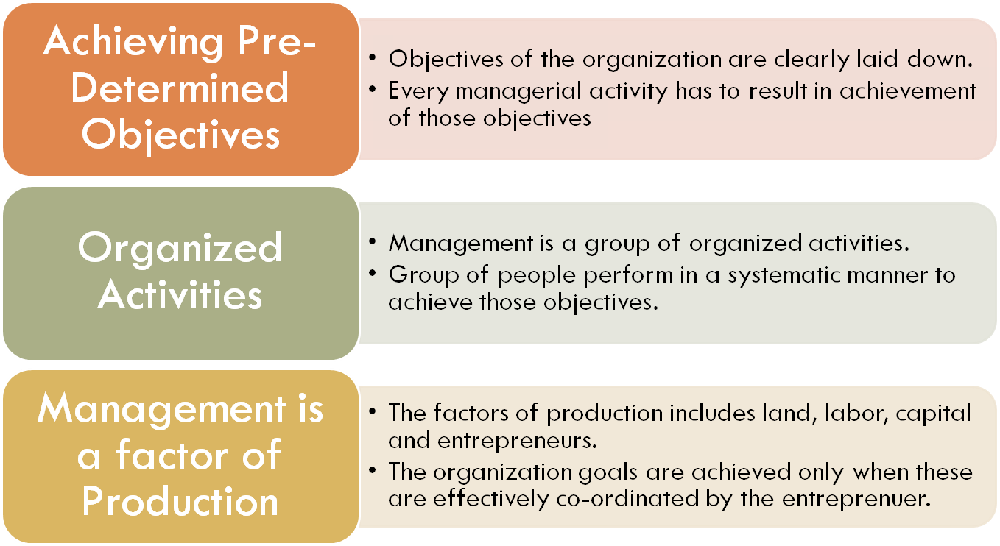 Achieving Pre-
Determined
Objectives
• Objectives of the organization are clearly laid down.
• Every managerial activity has to result in achievement
of those objectives
Organized
Activities
• Management is a group of organized activities.
• Group of people perform in a systematic manner to
achieve those objectives.
Management is
a factor of
Production
• The factors of production includes land, labor, capital
and entrepreneurs.
• The organization goals are achieved only when these
are effectively co-ordinated by the entreprenuer.